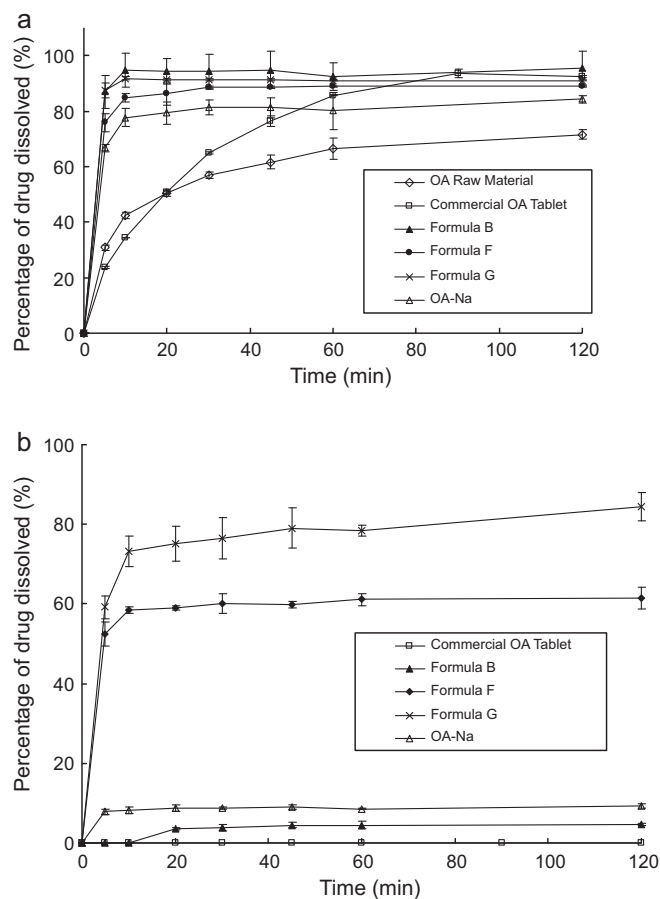 a
Percentage of drug dissolved (%)
120
100
80
60
40
20
0
OA Raw Material
Commercial OA Tablet
Formula B
Formula F
Formula G
OA-Na
0 20 40 60 80 100 120
Time (min)
b
Percentage of drug dissolved (%)
100
80
60
40
20
0
Commercial OA Tablet
Formula B
Formula F
Formula G
OA-Na
0 20 40 60 80 100 120
Time (min)